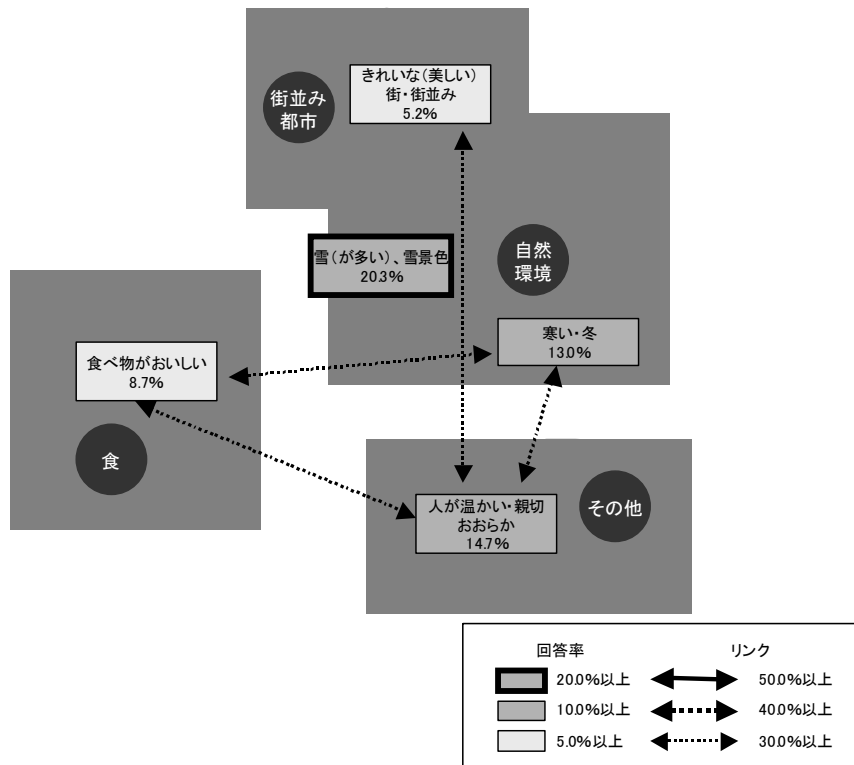 街並み
都市
きれいな(美しい)
街・街並み
5.2%
雪(が多い)、雪景色
20.3%
自然
環境
寒い・冬
13.0%
食べ物がおいしい
8.7%
食
人が温かい・親切
おおらか
14.7%
その他
回答率 リンク
20.0%以上 50.0%以上
10.0%以上 40.0%以上
5.0%以上 30.0%以上